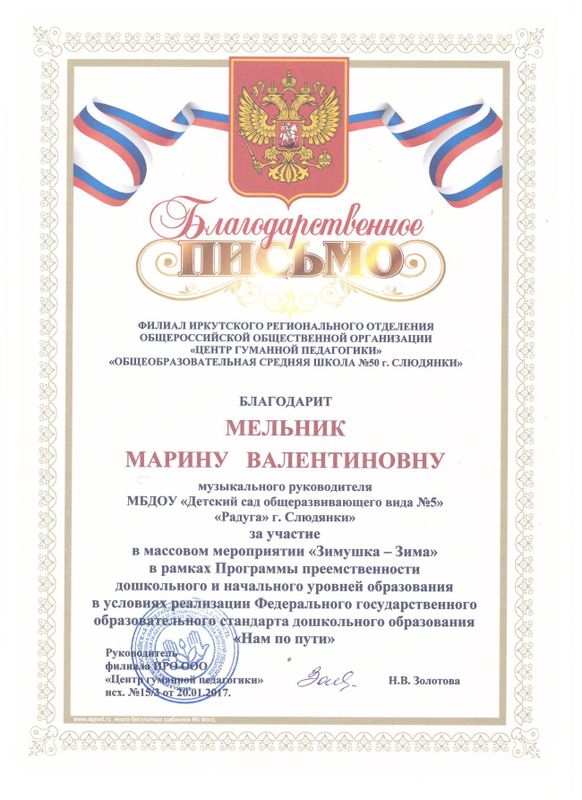 Благодарственное
ПИСЬМО
ФИЛИАЛ ИРКУТСКОГО РЕГИОНАЛЬНОГО ОТДЕЛЕНИЯ
ОБЩЕРОССИЙСКОЙ ОБЩЕСТВЕННОЙ ОРГАНИЗАЦИИ
«ЦЕНТР ГУМАННОЙ ПЕДАГОГИКИ»
«ОБЩЕОБРАЗОВАТЕЛЬНАЯ СРЕДНЯЯ ШКОЛА №50 г. СЛЮДЯНКИ»
БЛАГОДАРИТ
МЕЛЬНИК
МАРИНУ ВАЛЕНТИНОВНУ
музыкального руководителя
МБДОУ «Детский сад общеразвивающего вида №5»
«Радуга» г. Слюдянки»
за участие
в массовом мероприятии «Зимушка – Зима»
в рамках Программы преемственности
дошкольного и начального уровней образования
в условиях реализации Федерального государственного
образовательного стандарта дошкольного образования
«Нам по пути»
Руководитель
филиала ИРО ООО
«Центр гуманной педагогики»
Н.В. Золотова
исх. №15/3 от 20.01.2017.